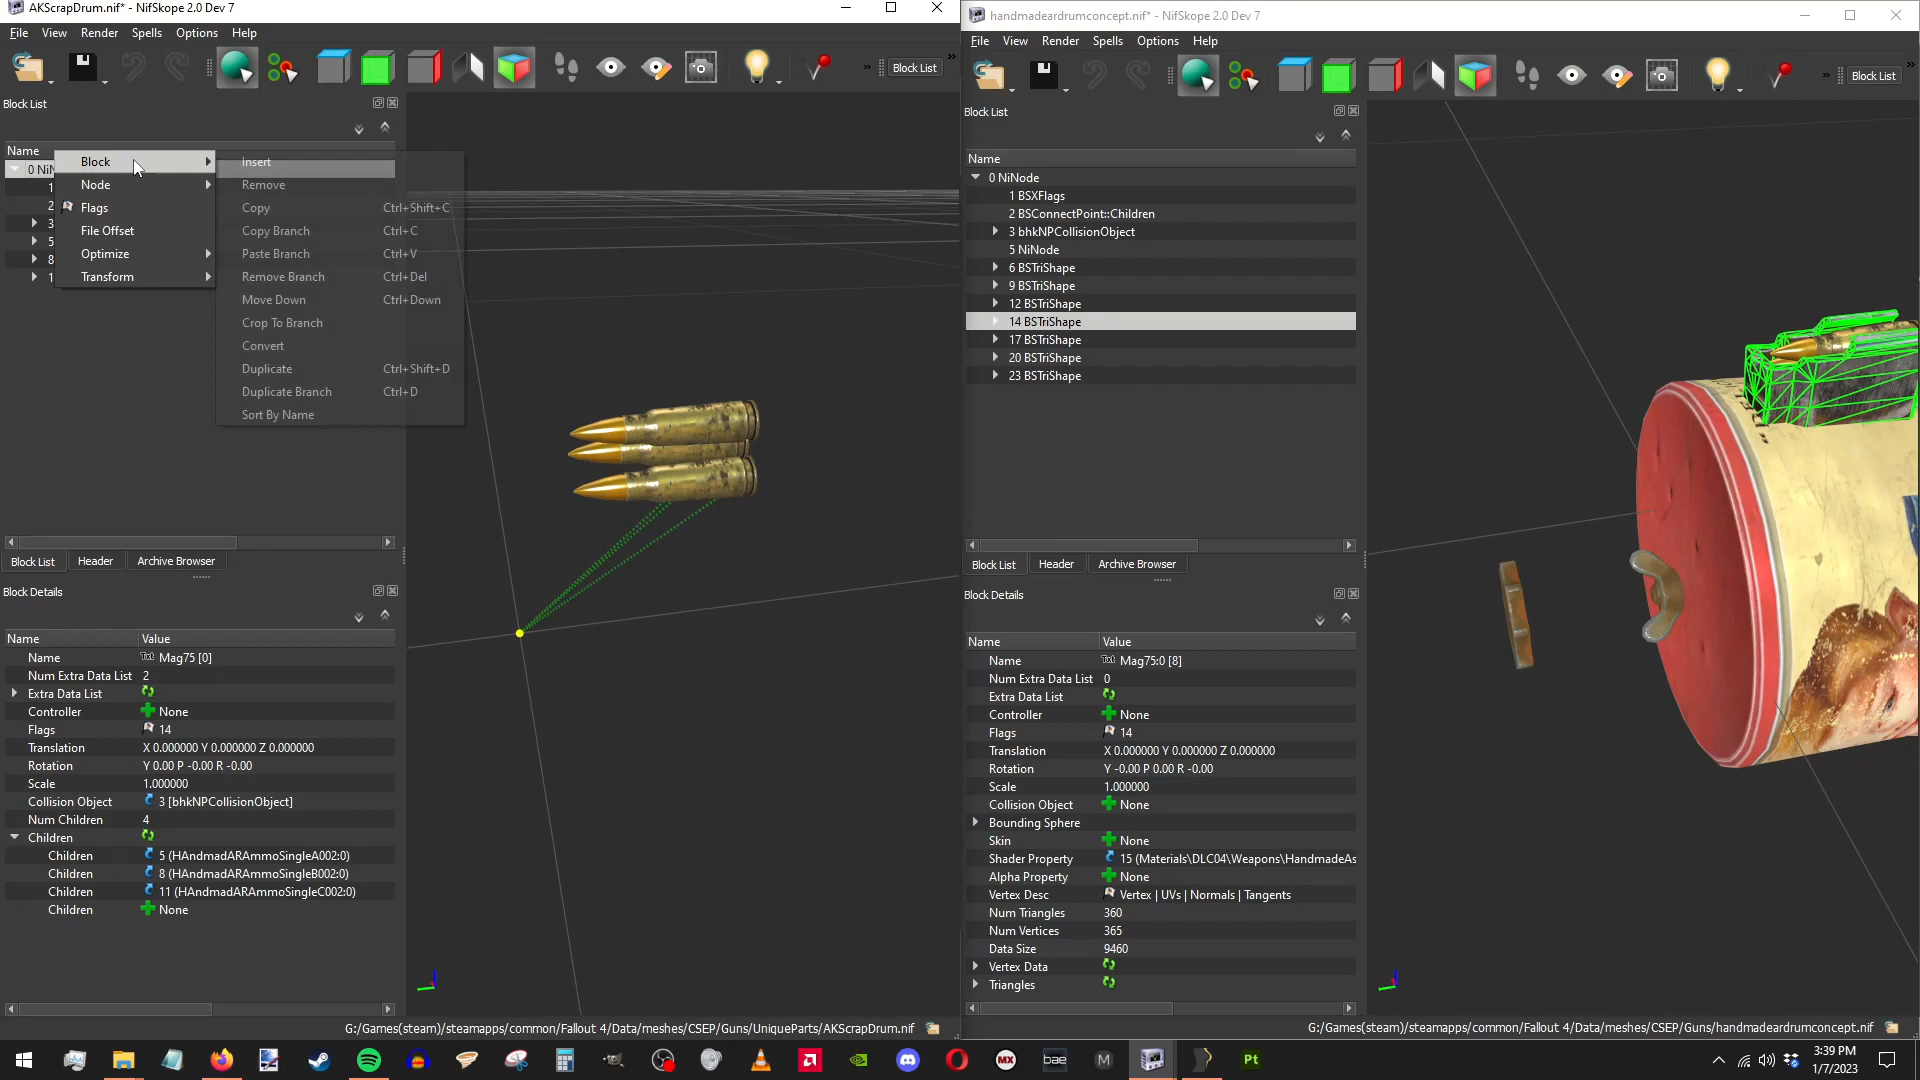 AKScrapDrum.nif* - NifSkope 2.0 Dev 7
File View Render Spells Options Help
Block List
Block List
Name
0 NiN
1
2
3
5
8
1
Block
Node
Flags
File Offset
Optimize
Transform
Insert
Remove
Copy Ctrl+Shift+C
Copy Branch Ctrl+C
Paste Branch Ctrl+V
Remove Branch Ctrl+Del
Move Down Ctrl+Down
Crop To Branch
Convert
Duplicate Ctrl+Shift+D
Duplicate Branch Ctrl+D
Sort By Name
Block List Header Archive Browser
Block Details
Name Value
Name Txt Mag75 [0]
Num Extra Data List 2
Extra Data List
Controller None
Flags 14
Translation X 0.000000 Y 0.000000 Z 0.000000
Rotation Y 0.00 P -0.00 R -0.00
Scale 1.000000
Collision Object 3 [bhkNPCollisionObject]
Num Children 4
Children
Children 5 (HAndmadARAmmoSingleA002:0)
Children 8 (HAndmadARAmmoSingleB002:0)
Children 11 (HAndmadARAmmoSingleC002:0)
Children None
G:/Games(steam)/steamapps/common/Fallout 4/Data/meshes/CSEP/Guns/UniqueParts/AKScrapDrum.nif
handmadeardrumconcept.nif* - NifSkope 2.0 Dev 7
File View Render Spells Options Help
Block List
Block List
Name
0 NiNode
1 BSXFlags
2 BSConnectPoint::Children
3 bhkNPCollisionObject
5 NiNode
6 BSTriShape
9 BSTriShape
12 BSTriShape
14 BSTriShape
17 BSTriShape
20 BSTriShape
23 BSTriShape
Block List Header Archive Browser
Block Details
Name Value
Name Txt Mag75:0 [8]
Num Extra Data List 0
Extra Data List
Controller None
Flags 14
Translation X 0.000000 Y 0.000000 Z 0.000000
Rotation Y -0.00 P 0.00 R -0.00
Scale 1.000000
Collision Object None
Bounding Sphere
Skin None
Shader Property 15 (Materials\DLC04\Weapons\HandmadeAs
Alpha Property None
Vertex Desc Vertex | UVs | Normals | Tangents
Num Triangles 360
Num Vertices 365
Data Size 9460
Vertex Data
Triangles
G:/Games(steam)/steamapps/common/Fallout 4/Data/meshes/CSEP/Guns/handmadeardrumconcept.nif
MX bae M Pt
3:39 PM
1/7/2023